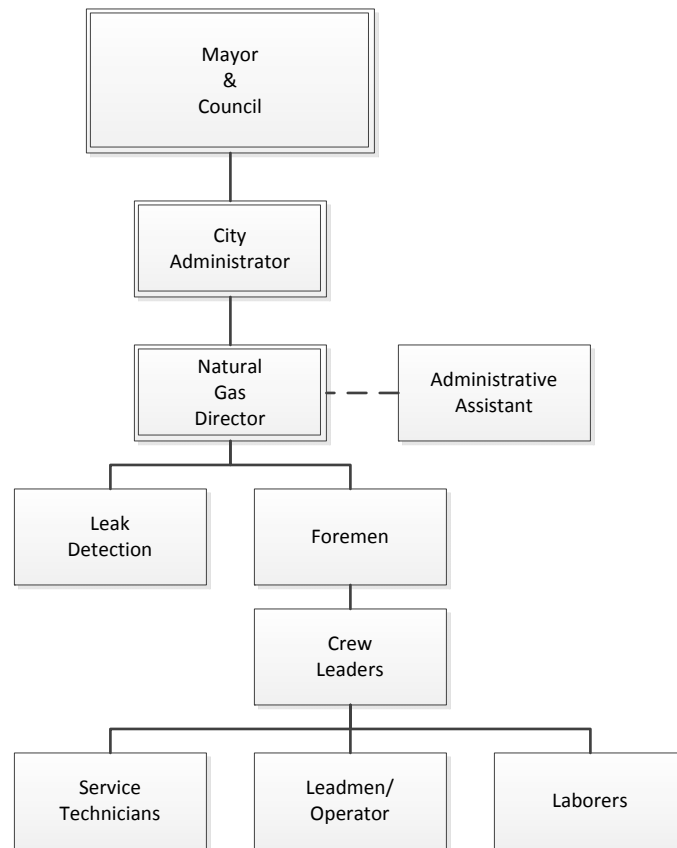 Mayor
&
Council
City
Administrator
Natural
Gas
Director
Administrative
Assistant
Leak
Detection
Foremen
Crew
Leaders
Service
Technicians
Leadmen/
Operator
Laborers